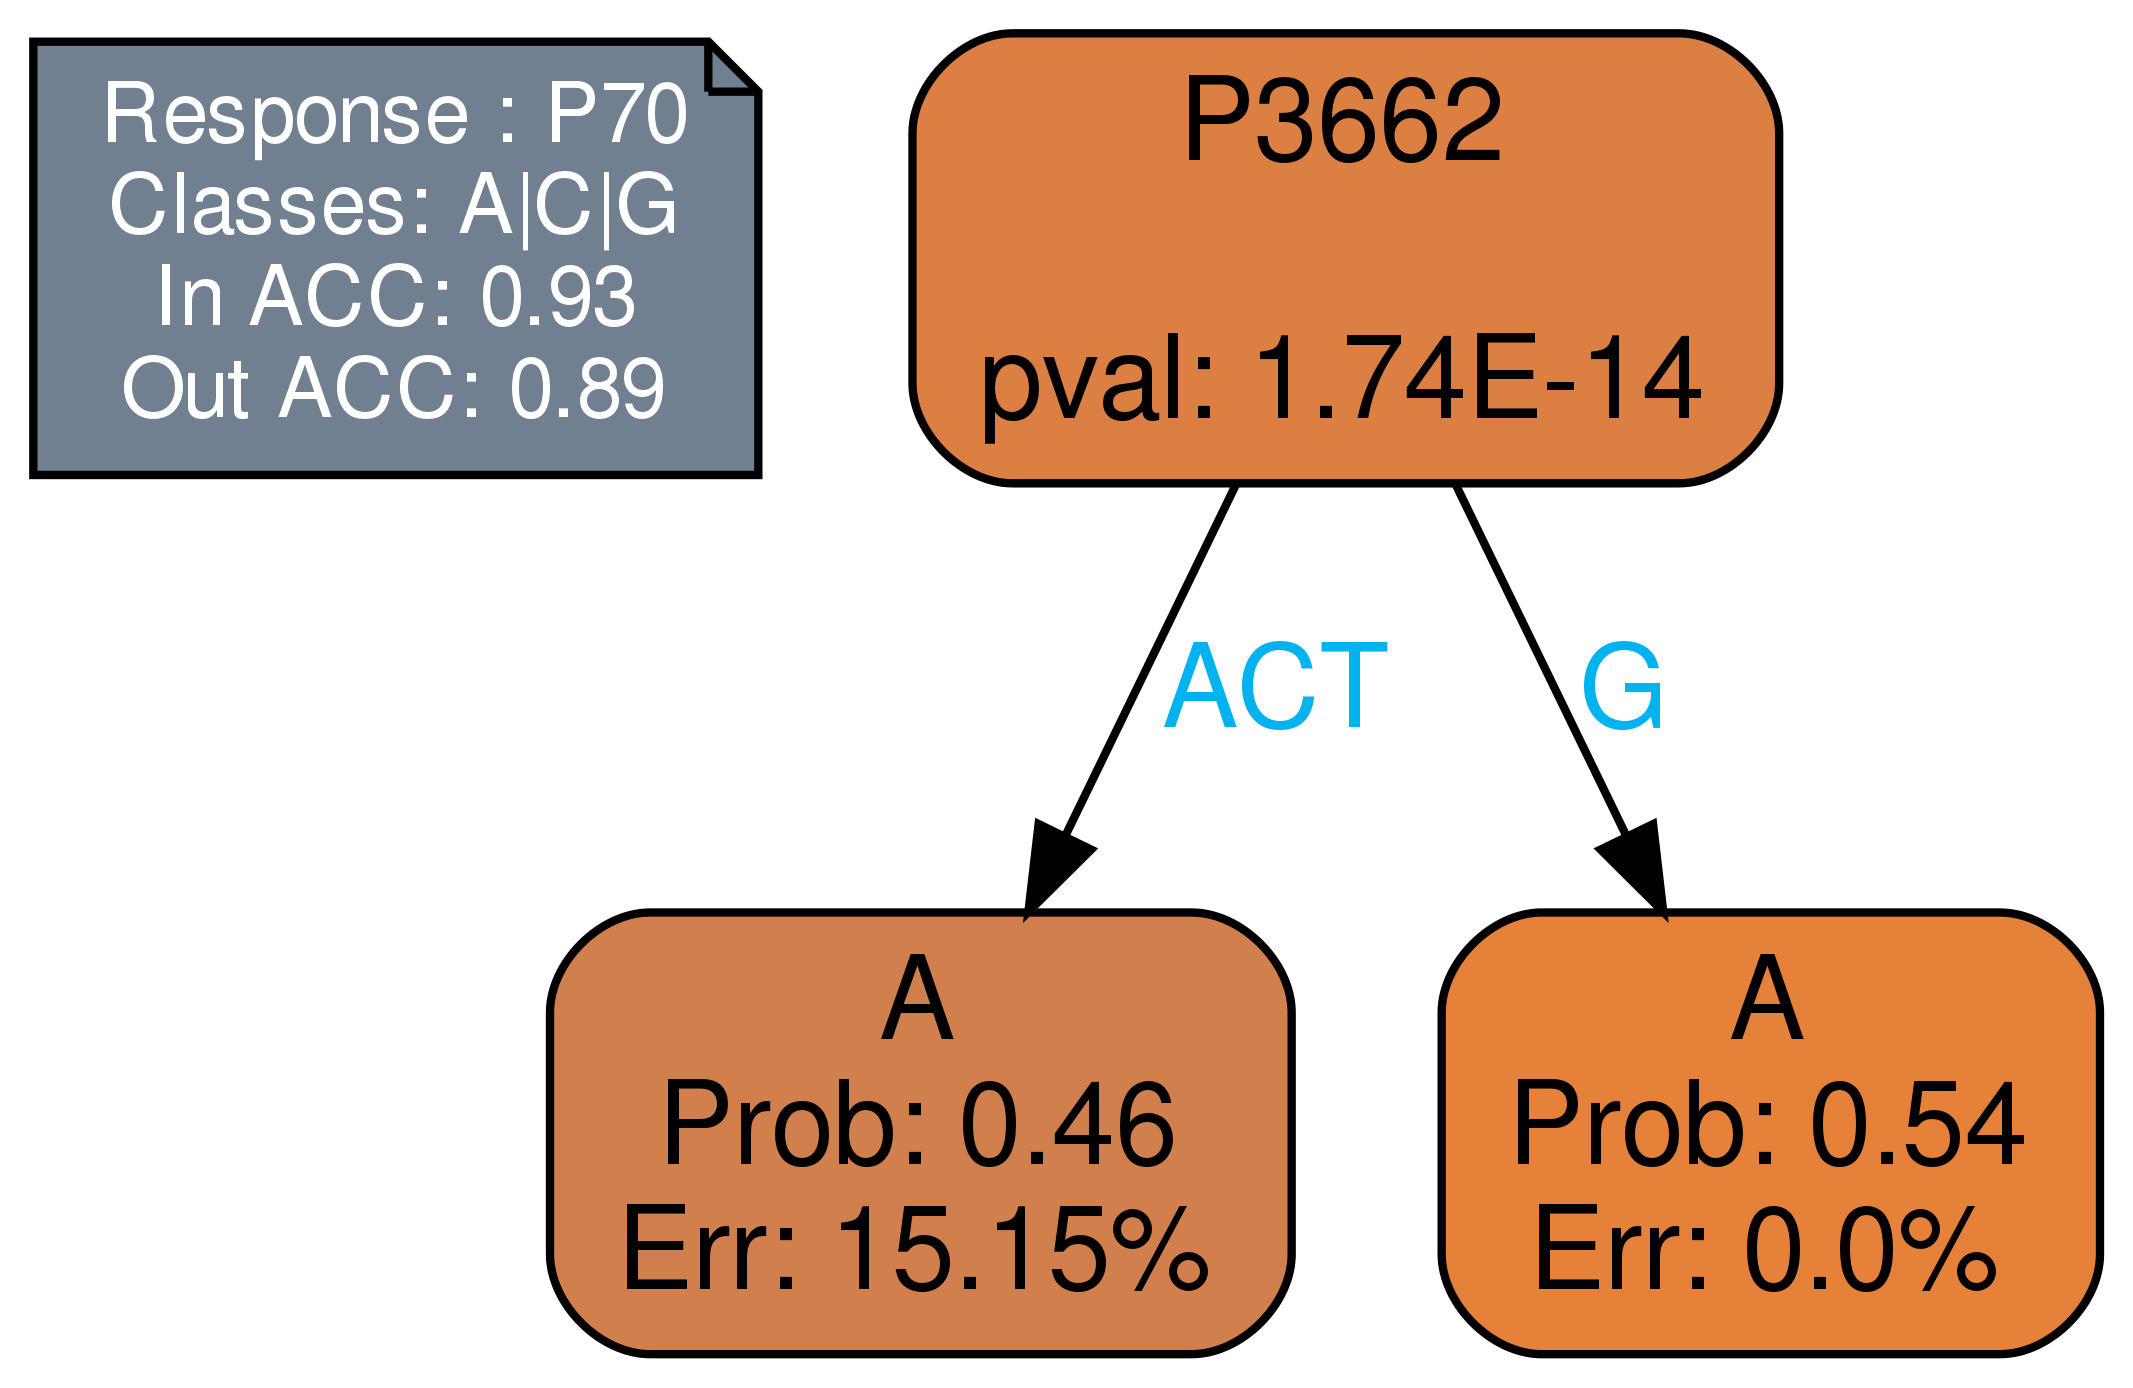 Response : P70
Classes: A|C|G
In ACC: 0.93
Out ACC: 0.89
P3662
pval: 1.74E-14
ACT
G
A
Prob: 0.46
Err: 15.15%
A
Prob: 0.54
Err: 0.0%